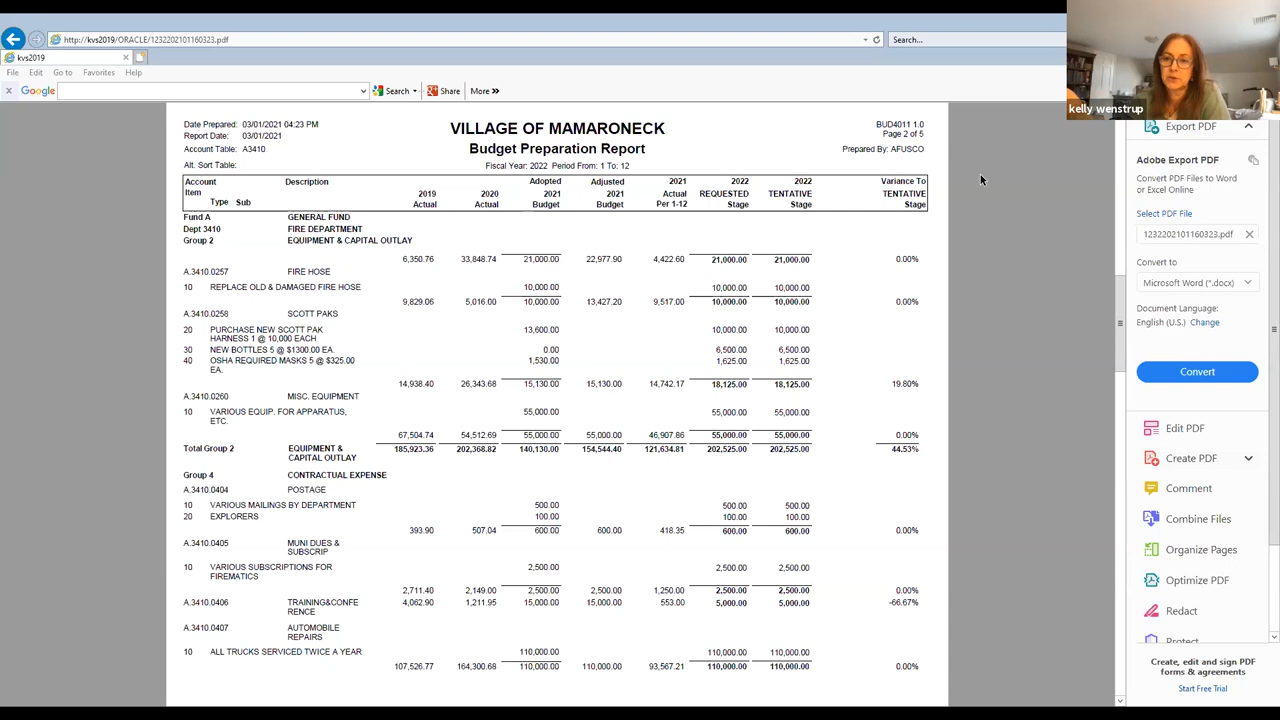 http://kvs2019/ORACLE/1232202101160323.pdf
Search...
kvs2019
File Edit Go to Favorites Help
Google Search Share More
kelly wenstrup
Date Prepared: 03/01/2021 04:23 PM
Report Date: 03/01/2021
Account Table: A3410
Alt. Sort Table:
VILLAGE OF MAMARONECK
Budget Preparation Report
Fiscal Year: 2022 Period From: 1 To: 12
BUD4011 1.0
Page 2 of 5
Prepared By: AFUSCO
Account Description Adopted Adjusted 2021 2022 2022 Variance To
Item 2019 2020 2021 2021 Actual REQUESTED TENTATIVE TENTATIVE
Type Sub Actual Actual Budget Budget Per 1-12 Stage Stage Stage
Fund A GENERAL FUND
Dept 3410 FIRE DEPARTMENT
Group 2 EQUIPMENT & CAPITAL OUTLAY
6,350.76 33,848.74 21,000.00 22,977.90 4,422.60 21,000.00 21,000.00 0.00%
A.3410.0257 FIRE HOSE
10 REPLACE OLD & DAMAGED FIRE HOSE 10,000.00 10,000.00 10,000.00
9,829.06 5,016.00 10,000.00 13,427.20 9,517.00 10,000.00 10,000.00 0.00%
A.3410.0258 SCOTT PAKS
20 PURCHASE NEW SCOTT PAK 13,600.00 10,000.00 10,000.00
HARNESS 1 @ 10,000 EACH
30 NEW BOTTLES 5 @ $1300.00 EA. 0.00 6,500.00 6,500.00
40 OSHA REQUIRED MASKS 5 @ $325.00 1,530.00 1,625.00 1,625.00
EA.
14,938.40 26,343.68 15,130.00 15,130.00 14,742.17 18,125.00 18,125.00 19.80%
A.3410.0260 MISC. EQUIPMENT
10 VARIOUS EQUIP. FOR APPARATUS, 55,000.00 55,000.00 55,000.00
ETC.
67,504.74 54,512.69 55,000.00 55,000.00 46,907.86 55,000.00 55,000.00 0.00%
Total Group 2 EQUIPMENT & 185,923.36 202,368.82 140,130.00 154,544.40 121,634.81 202,525.00 202,525.00 44.53%
CAPITAL OUTLAY
Group 4 CONTRACTUAL EXPENSE
A.3410.0404 POSTAGE
10 VARIOUS MAILINGS BY DEPARTMENT 500.00 500.00 500.00
20 EXPLORERS 100.00 100.00 100.00
393.90 507.04 600.00 600.00 418.35 600.00 600.00 0.00%
A.3410.0405 MUNI DUES &
SUBSCRIP
10 VARIOUS SUBSCRIPTIONS FOR 2,500.00 2,500.00 2,500.00
FIREMATICS
2,711.40 2,149.00 2,500.00 2,500.00 1,250.00 2,500.00 2,500.00 0.00%
A.3410.0406 TRAINING&CONFE 4,062.90 1,211.95 15,000.00 15,000.00 553.00 5,000.00 5,000.00 -66.67%
RENCE
A.3410.0407 AUTOMOBILE
REPAIRS
10 ALL TRUCKS SERVICED TWICE A YEAR 110,000.00 110,000.00 110,000.00
107,526.77 164,300.68 110,000.00 110,000.00 93,567.21 110,000.00 110,000.00 0.00%
Export PDF
Adobe Export PDF
Convert PDF Files to Word
or Excel Online
Select PDF File
1232202101160323.pdf
Convert to
Microsoft Word (*.docx)
Document Language:
English (U.S.) Change
Convert
Edit PDF
Create PDF
Comment
Combine Files
Organize Pages
Optimize PDF
Redact
Protect
Create, edit and sign PDF
forms & agreements
Start Free Trial